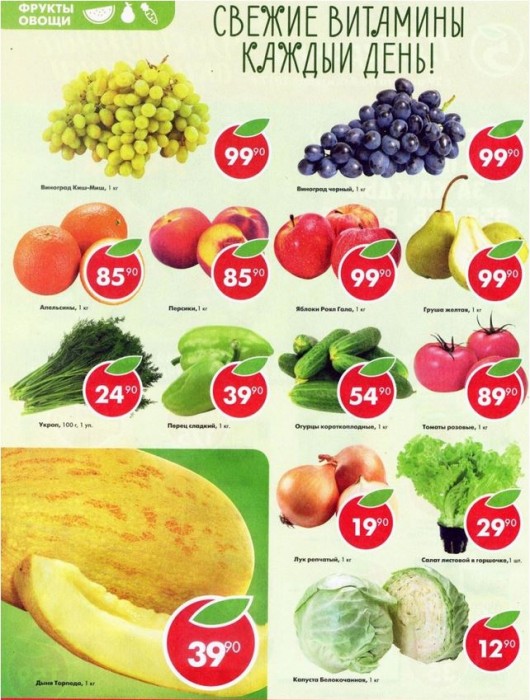 ФРУКТЫ
ОВОЩИ
СВЕЖИЕ ВИТАМИНЫ
КАЖДЫЙ ДЕНЬ!
99 90
99 90
Виноград Киш-Миш, 1 кг
Виноград черный, 1 кг
85 90
85 90
99 90
99 90
Апельсины, 1 кг
Персики, 1 кг
Яблоки Роял Гала, 1 кг
Груша желтая, 1 кг
24 90
39 90
54 90
89 90
Укроп, 100 г, 1 уп.
Перец сладкий, 1 кг.
Огурцы короткоплодные, 1 кг
Томаты розовые, 1 кг
19 90
29 90
Лук репчатый, 1 кг
Салат листовой в горшочке, 1 шт.
39 90
12 90
Дыня Торпеда, 1 кг
Капуста Белокочанная, 1 кг